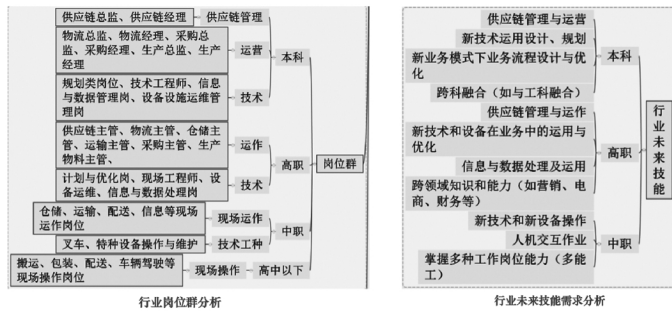 供应链总监、供应链经理
供应链管理
物流总监、物流经理、采购总
监、采购经理、生产总监、生产
经理
运营
本科
规划类岗位、技术工程师、信息
与数据管理岗、设备设施运维管
理岗
技术
供应链主管、物流主管、仓储主
管、运输主管、采购主管、生产
物料主管、
运作
高职
岗位群
计划与优化岗、现场工程师、设
备运维、信息与数据处理岗
技术
仓储、运输、配送、信息等现场
运作岗位
现场运作
中职
叉车、特种设备操作与维护
技术工种
搬运、包装、配送、车辆驾驶等
现场操作岗位
现场操作
高中以下
行业岗位群分析
供应链管理与运营
新技术运用设计、规划
本科
新业务模式下业务流程设计与优
化
跨科融合（如与工科融合）
供应链管理与运作
新技术和设备在业务中的运用与
优化
高职
行业未来技能
信息与数据处理及运用
跨领域知识和能力（如营销、电
商、财务等）
新技术和新设备操作
人机交互作业
中职
掌握多种工作岗位能力（多能
工）
行业未来技能需求分析